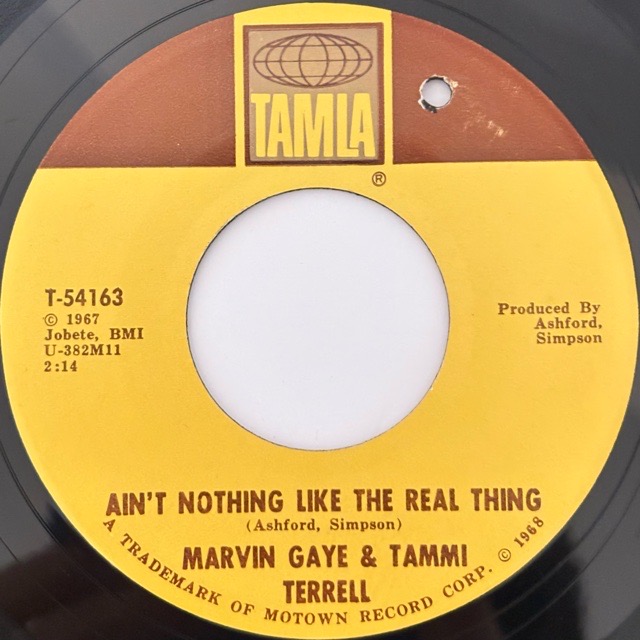 TAMLA
®
T-54163
© 1967
Jobete, BMI
U-382M11
2:14
Produced By
Ashford,
Simpson
AIN'T NOTHING LIKE THE REAL THING
(Ashford, Simpson)
MARVIN GAYE & TAMMI
TERRELL
A TRADEMARK OF MOTOWN RECORD CORP. © 1968